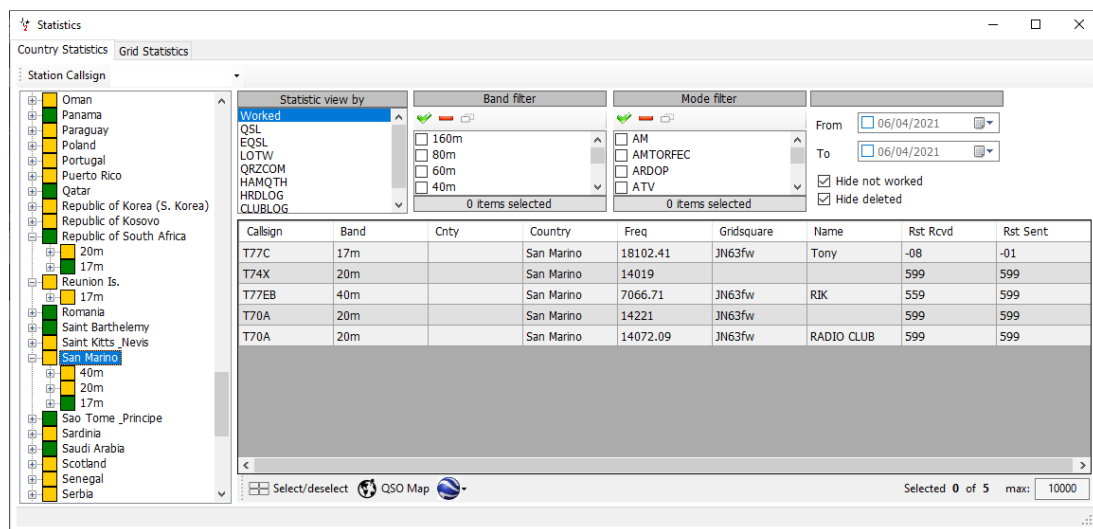 Statistics
Country Statistics Grid Statistics
Station Callsign
Oman
Panama
Paraguay
Poland
Portugal
Puerto Rico
Qatar
Republic of Korea (S. Korea)
Republic of Kosovo
Republic of South Africa
20m
17m
Reunion Is.
17m
Romania
Saint Barthelemy
Saint Kitts _Nevis
San Marino
40m
20m
17m
Sao Tome _Principe
Sardinia
Saudi Arabia
Scotland
Senegal
Serbia
Statistic view by
Worked
QSL
EQSL
LOTW
QRZCOM
HAMQTH
HRDLOG
CLUBLOG
Band filter
160m
80m
60m
40m
0 items selected
Mode filter
AM
AMTORFEC
ARDOP
ATV
0 items selected
From 06/04/2021
To 06/04/2021
Hide not worked
Hide deleted
Callsign Band Cnty Country Freq Gridsquare Name Rst Rcvd Rst Sent
T77C 17m San Marino 18102.41 JN63fw Tony -08 -01
T74X 20m San Marino 14019 599 599
T77EB 40m San Marino 7066.71 JN63fw RIK 559 599
T70A 20m San Marino 14221 JN63fw 599 599
T70A 20m San Marino 14072.09 JN63fw RADIO CLUB 599 599
Select/deselect QSO Map Selected 0 of 5 max: 10000